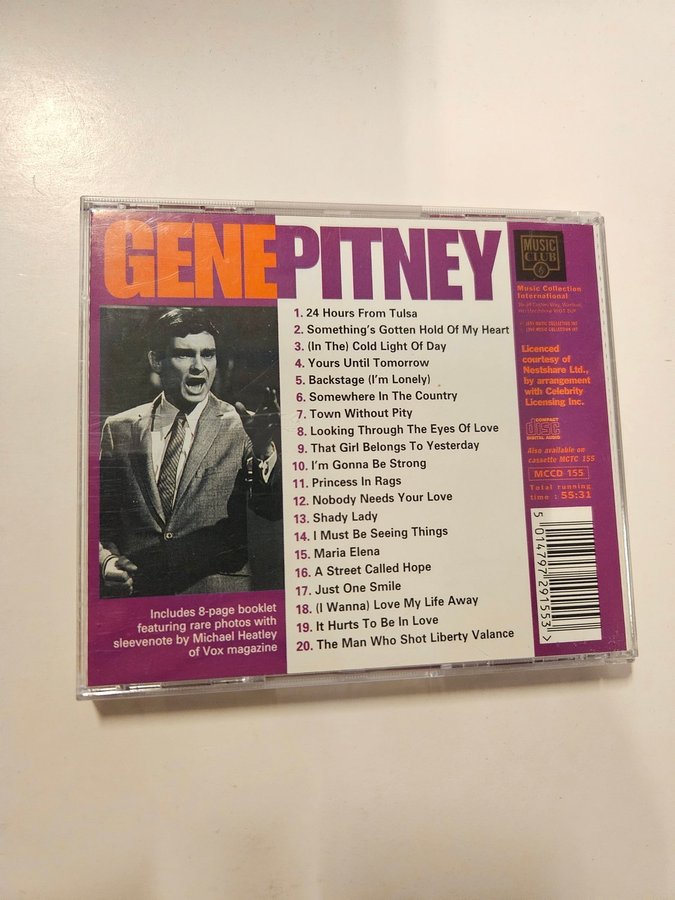 GENEPITNEY
1. 24 Hours From Tulsa
2. Something's Gotten Hold Of My Heart
3. (In The) Cold Light Of Day
4. Yours Until Tomorrow
5. Backstage (I'm Lonely)
6. Somewhere In The Country
7. Town Without Pity
8. Looking Through The Eyes Of Love
9. That Girl Belongs To Yesterday
10. I'm Gonna Be Strong
11. Princess In Rags
12. Nobody Needs Your Love
13. Shady Lady
14. I Must Be Seeing Things
15. Maria Elena
16. A Street Called Hope
17. Just One Smile
18. (I Wanna) Love My Life Away
19. It Hurts To Be In Love
20. The Man Who Shot Liberty Valance
Includes 8-page booklet
featuring rare photos with
sleevenote by Michael Heatley
of Vox magazine
MUSIC
CLUB
6
Music Collection
International
Licenced
courtesy of
Nestshare Ltd.,
by arrangement
with Celebrity
Licensing Inc.
COMPACT
disc
DIGITAL AUDIO
Also available on
cassette MCTC 155
MCCD 155
Total running
time : 55:31
5 014797 291553 >